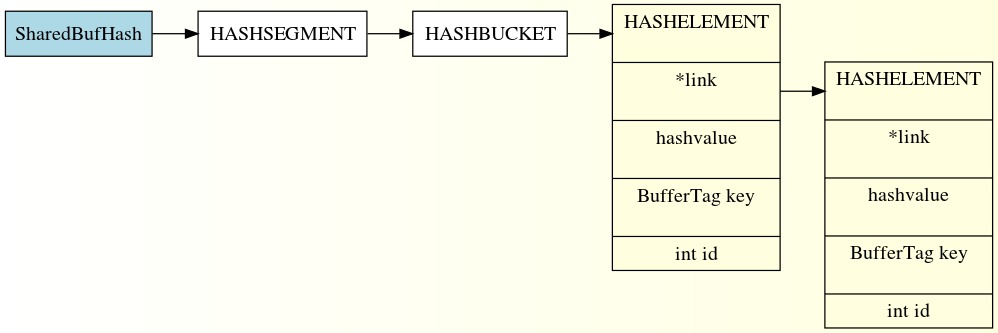 SharedBufHash
HASHSEGMENT
HASHBUCKET
HASHELEMENT
*link
hashvalue
BufferTag key
int id
HASHELEMENT
*link
hashvalue
BufferTag key
int id